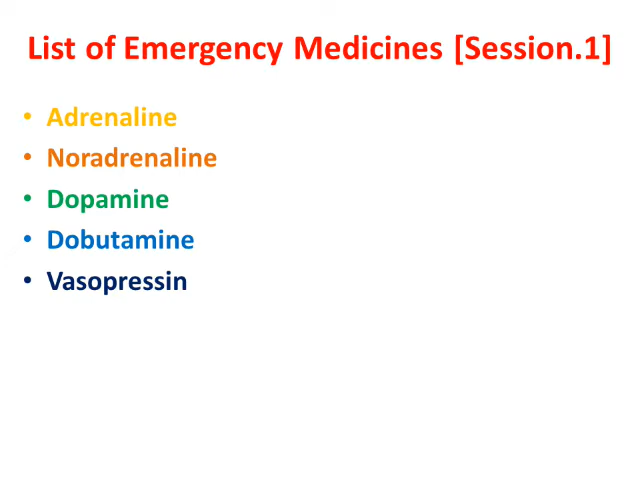 List of Emergency Medicines [Session.1]
• Adrenaline
• Noradrenaline
• Dopamine
• Dobutamine
• Vasopressin